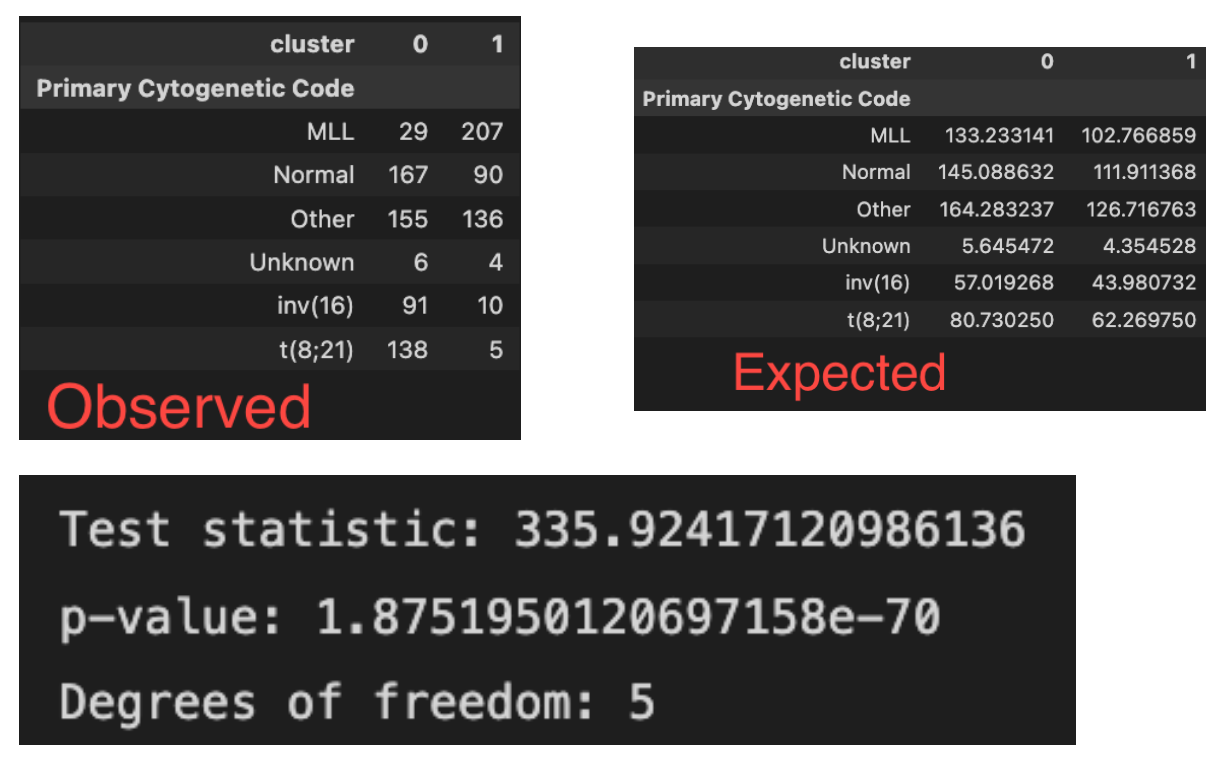 cluster 0 1
Primary Cytogenetic Code
MLL 29 207
Normal 167 90
Other 155 136
Unknown 6 4
inv(16) 91 10
t(8;21) 138 5
Observed
cluster 0 1
Primary Cytogenetic Code
MLL 133.233141 102.766859
Normal 145.088632 111.911368
Other 164.283237 126.716763
Unknown 5.645472 4.354528
inv(16) 57.019268 43.980732
t(8;21) 80.730250 62.269750
Expected
Test statistic: 335.92417120986136
p-value: 1.8751950120697158e-70
Degrees of freedom: 5